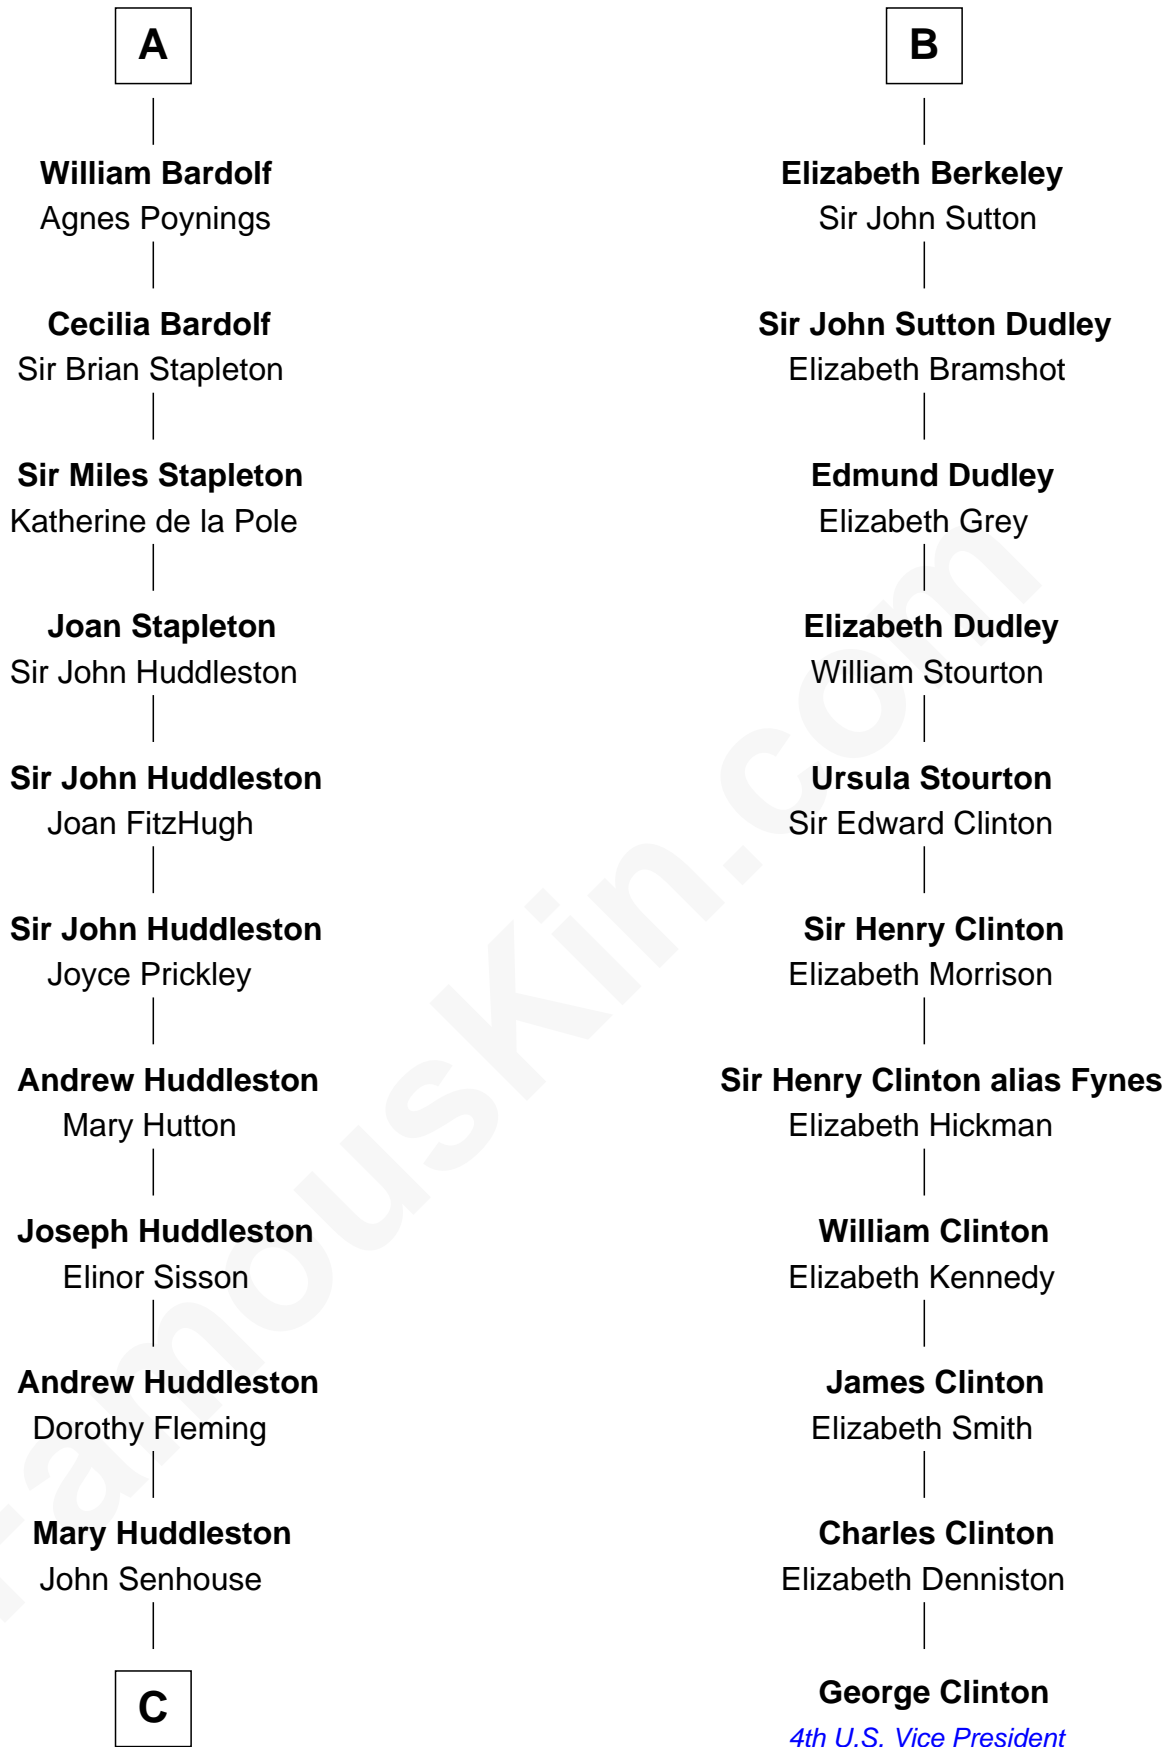 A
William Bardolf
Agnes Poynings
Cecilia Bardolf
Sir Brian Stapleton
Sir Miles Stapleton
Katherine de la Pole
Joan Stapleton
Sir John Huddleston
Sir John Huddleston
Joan FitzHugh
Sir John Huddleston
Joyce Prickley
Andrew Huddleston
Mary Hutton
Joseph Huddleston
Elinor Sisson
Andrew Huddleston
Dorothy Fleming
Mary Huddleston
John Senhouse
C
B
Elizabeth Berkeley
Sir John Sutton
Sir John Sutton Dudley
Elizabeth Bramshot
Edmund Dudley
Elizabeth Grey
Elizabeth Dudley
William Stourton
Ursula Stourton
Sir Edward Clinton
Sir Henry Clinton
Elizabeth Morrison
Sir Henry Clinton alias Fynes
Elizabeth Hickman
William Clinton
Elizabeth Kennedy
James Clinton
Elizabeth Smith
Charles Clinton
Elizabeth Denniston
George Clinton
4th U.S. Vice President
FamousKin.com